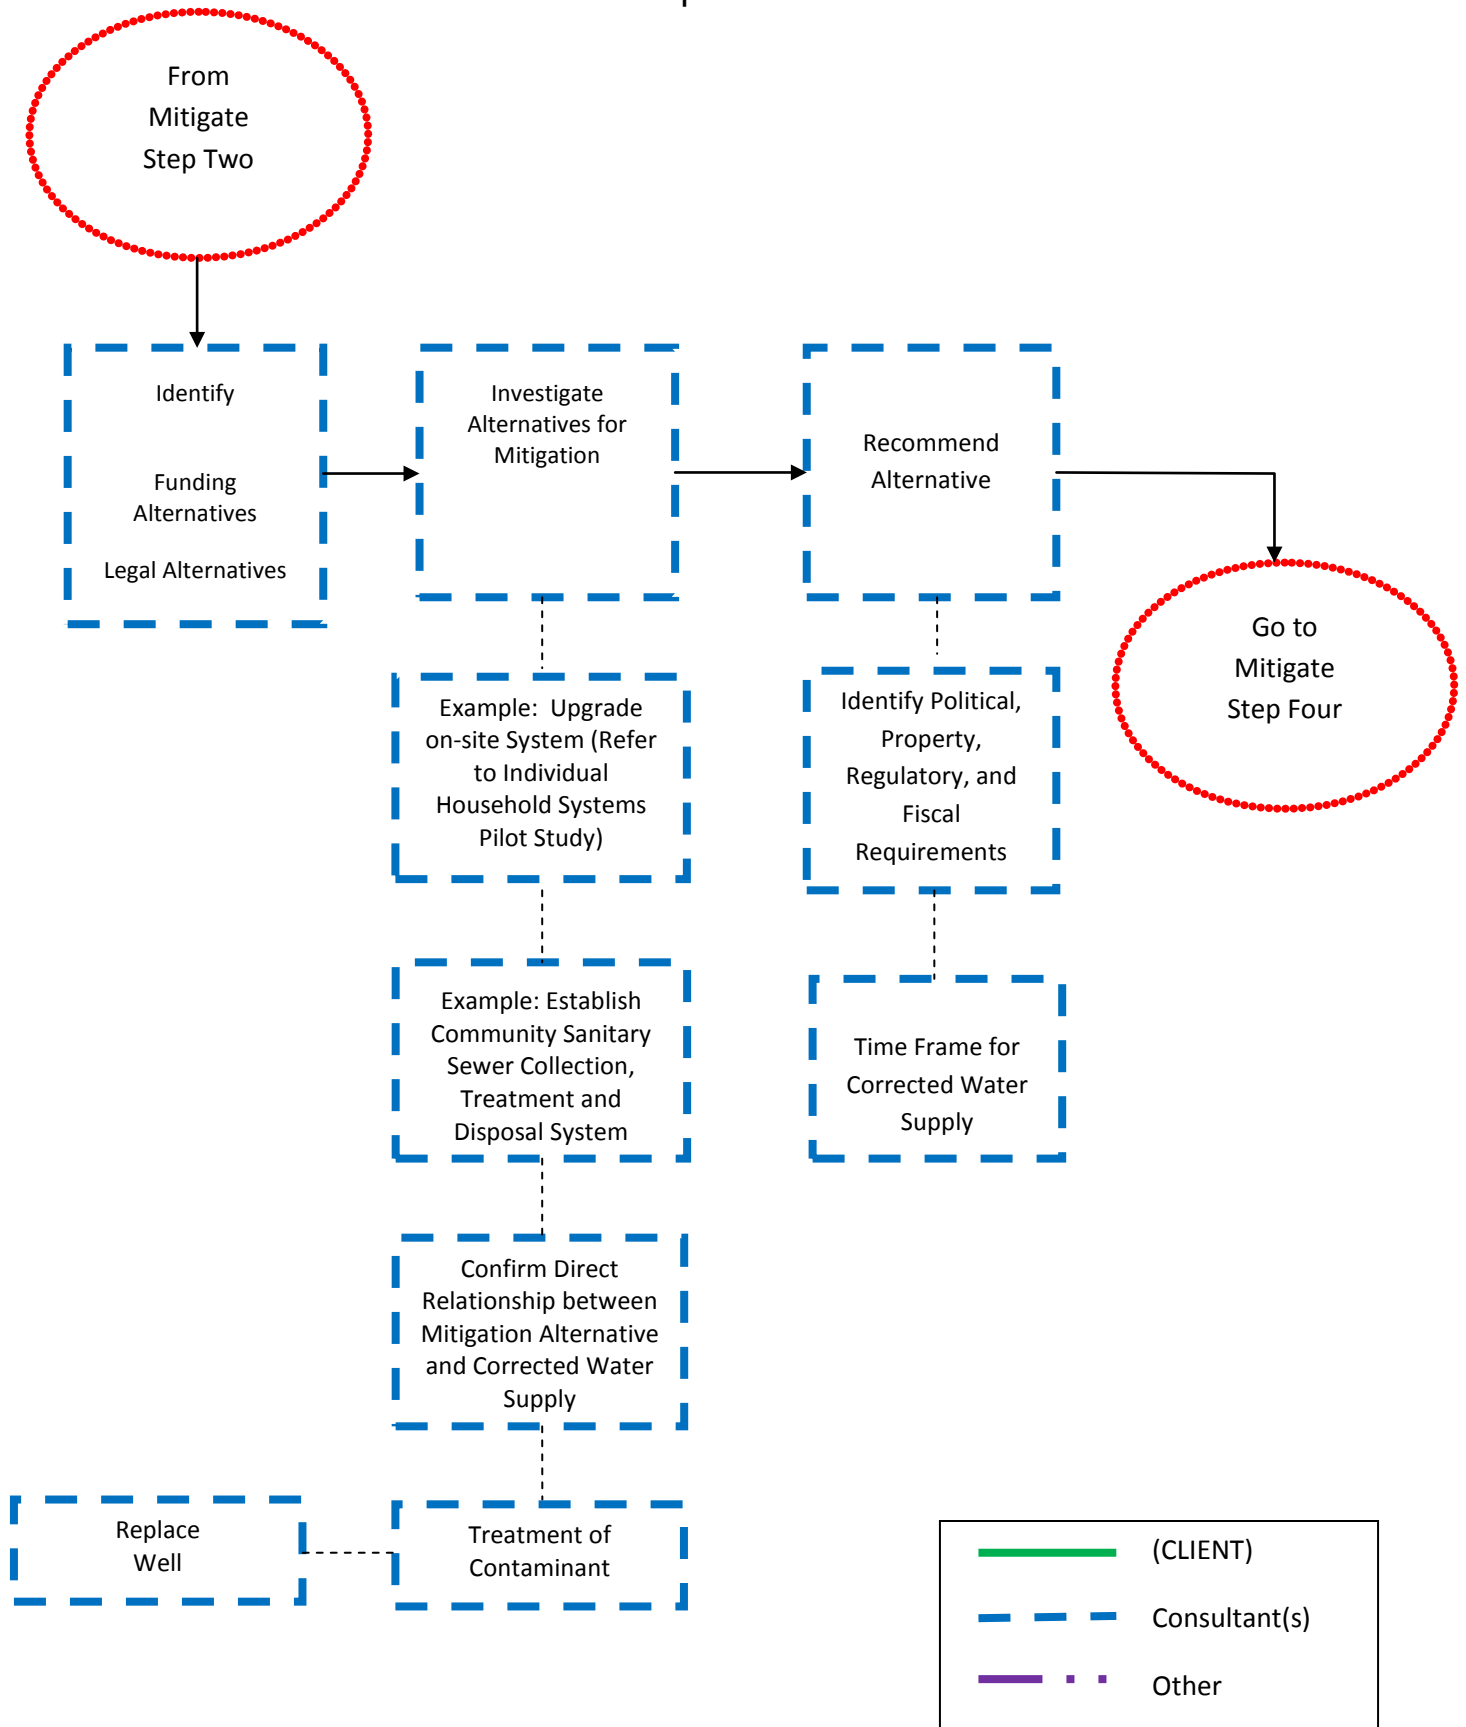 From
Mitigate
Step Two
Identify
Funding
Alternatives
Legal Alternatives
Investigate
Alternatives for
Mitigation
Recommend
Alternative
Go to
Mitigate
Step Four
Example:  Upgrade
on-site System (Refer
to Individual
Household Systems
Pilot Study)
Identify Political,
Property,
Regulatory, and
Fiscal
Requirements
Example: Establish
Community Sanitary
Sewer Collection,
Treatment and
Disposal System
Time Frame for
Corrected Water
Supply
Confirm Direct
Relationship between
Mitigation Alternative
and Corrected Water
Supply
Replace
Well
Treatment of
Contaminant
(CLIENT)
Consultant(s)
Other